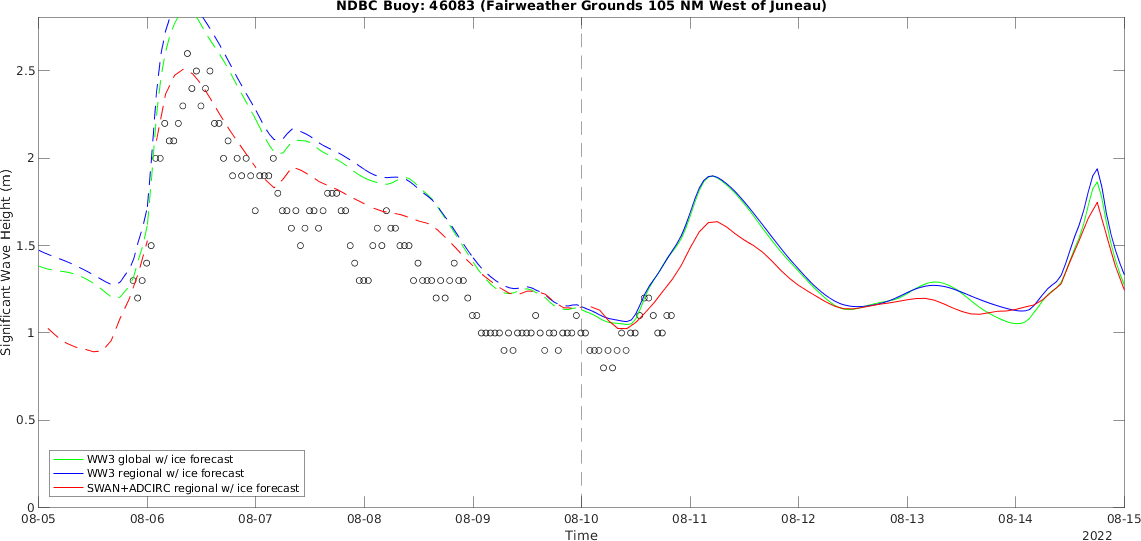 NDBC Buoy: 46083 (Fairweather Grounds 105 NM West of Juneau)
Significant Wave Height (m)
2.5
2
1.5
1
0.5
0
WW3 global w/ ice forecast
WW3 regional w/ ice forecast
SWAN+ADCIRC regional w/ ice forecast
08-05 08-06 08-07 08-08 08-09 08-10 08-11 08-12 08-13 08-14 08-15
Time
2022